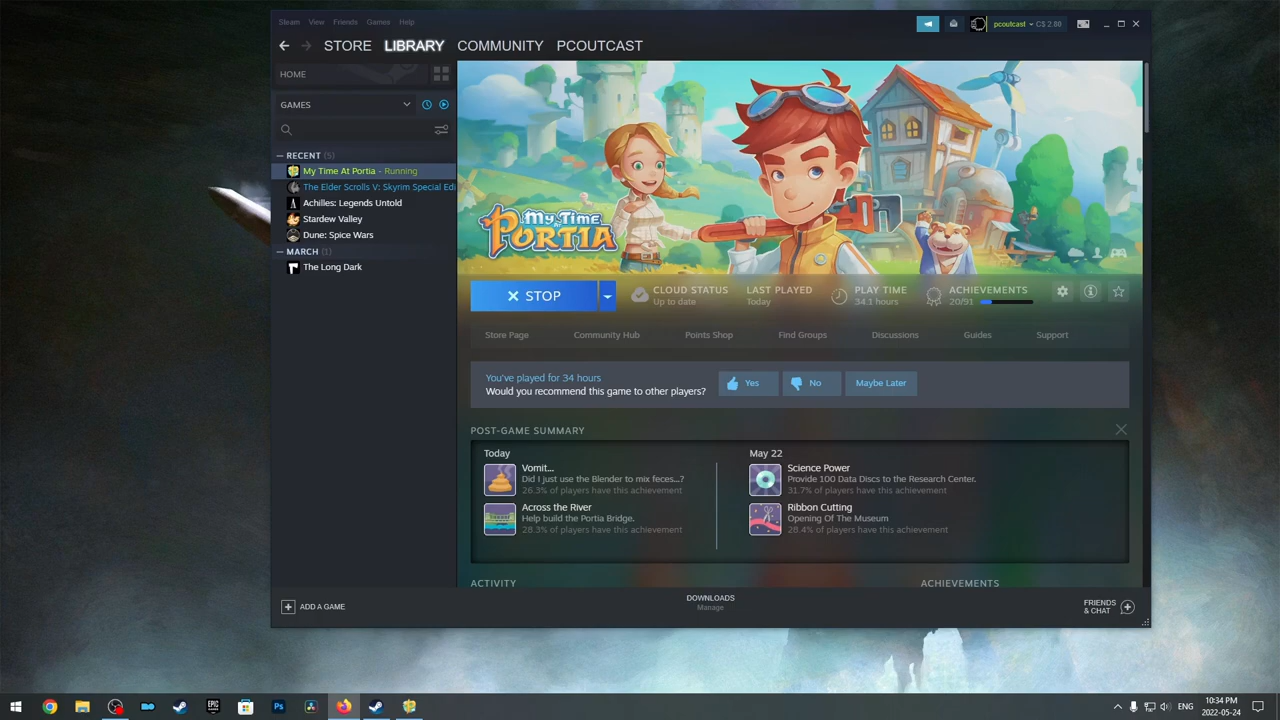 Steam View Friends Games Help
pcoutcast C$ 2.80
STORE LIBRARY COMMUNITY PCOUTCAST
HOME
GAMES
RECENT (5)
My Time At Portia - Running
The Elder Scrolls V: Skyrim Special Edi
Achilles: Legends Untold
Stardew Valley
Dune: Spice Wars
MARCH (1)
The Long Dark
My Time
AT
PORTIA
STOP
CLOUD STATUS
Up to date
LAST PLAYED
Today
PLAY TIME
34.1 hours
ACHIEVEMENTS
20/91
Store Page Community Hub Points Shop Find Groups Discussions Guides Support
You've played for 34 hours
Would you recommend this game to other players?
Yes No Maybe Later
POST-GAME SUMMARY
Today
Vomit...
Did I just use the Blender to mix feces...?
26.3% of players have this achievement
Across the River
Help build the Portia Bridge.
28.3% of players have this achievement
May 22
Science Power
Provide 100 Data Discs to the Research Center.
31.7% of players have this achievement
Ribbon Cutting
Opening Of The Museum
28.4% of players have this achievement
ACTIVITY ACHIEVEMENTS
ADD A GAME
DOWNLOADS
Manage
FRIENDS
& CHAT
EPIC
GAMES
Ps
ENG
10:34 PM
2022-05-24